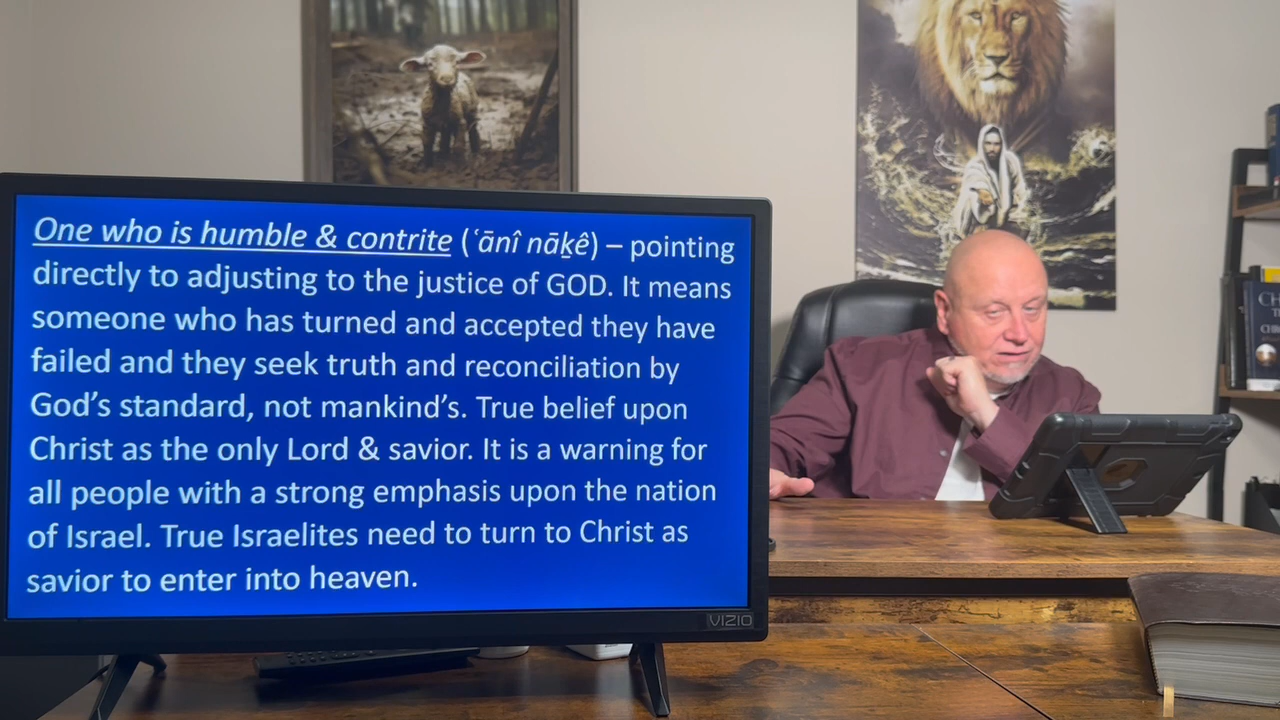 One who is humble & contrite (ʿānî nāḵê) – pointing
directly to adjusting to the justice of GOD. It means
someone who has turned and accepted they have
failed and they seek truth and reconciliation by
God’s standard, not mankind’s. True belief upon
Christ as the only Lord & savior. It is a warning for
all people with a strong emphasis upon the nation
of Israel. True Israelites need to turn to Christ as
savior to enter into heaven.
VIZIO